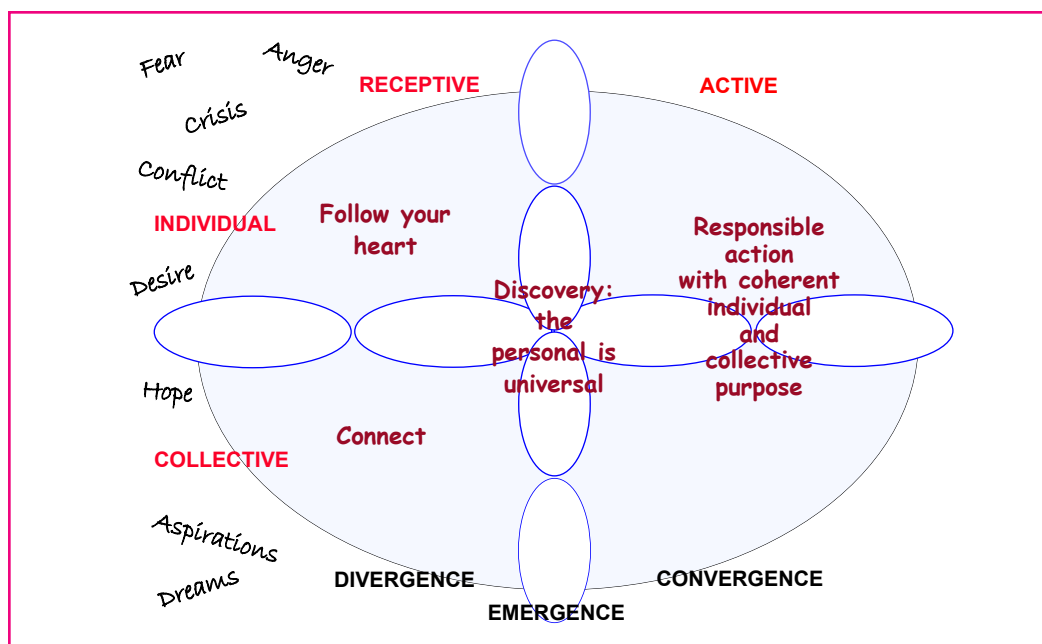 Fear
Anger
RECEPTIVE
ACTIVE
Crisis
Conflict
INDIVIDUAL
Follow your
heart
Responsible
action
with coherent
individual
and
collective
purpose
Desire
Discovery:
the
personal is
universal
Hope
Connect
COLLECTIVE
Aspirations
Dreams
DIVERGENCE
CONVERGENCE
EMERGENCE